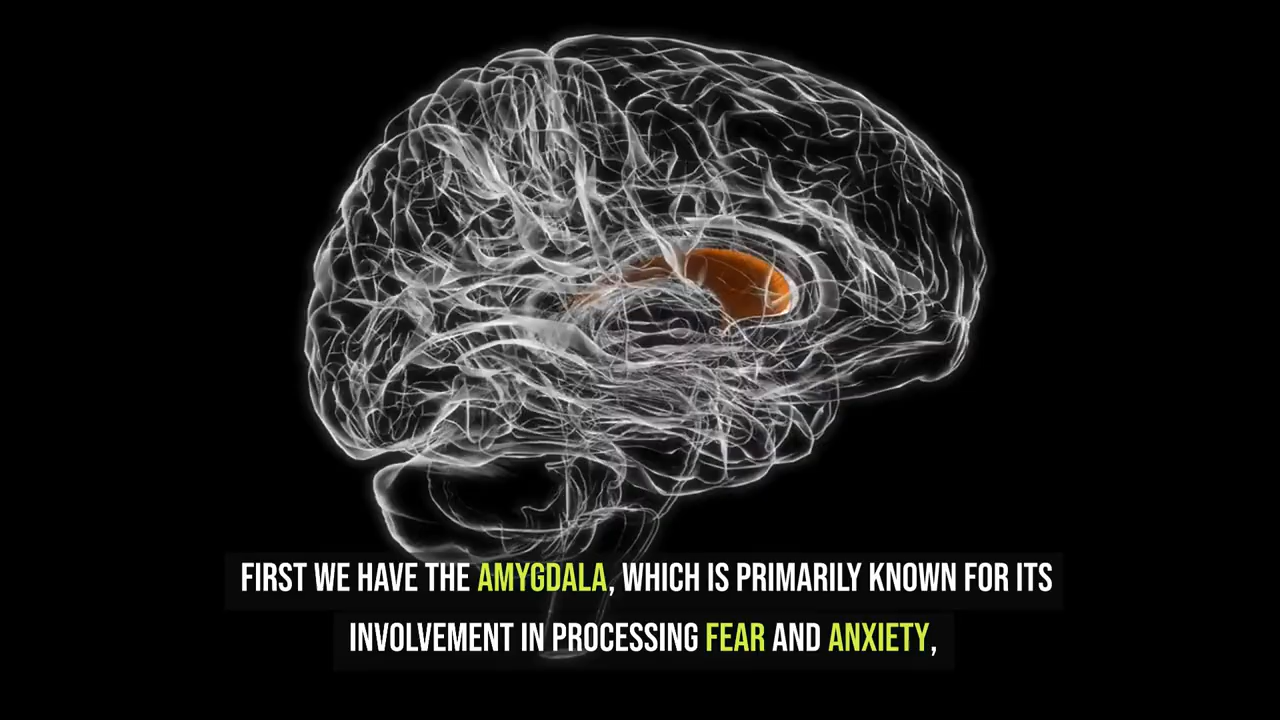 FIRST WE HAVE THE AMYGDALA, WHICH IS PRIMARILY KNOWN FOR ITS
INVOLVEMENT IN PROCESSING FEAR AND ANXIETY,